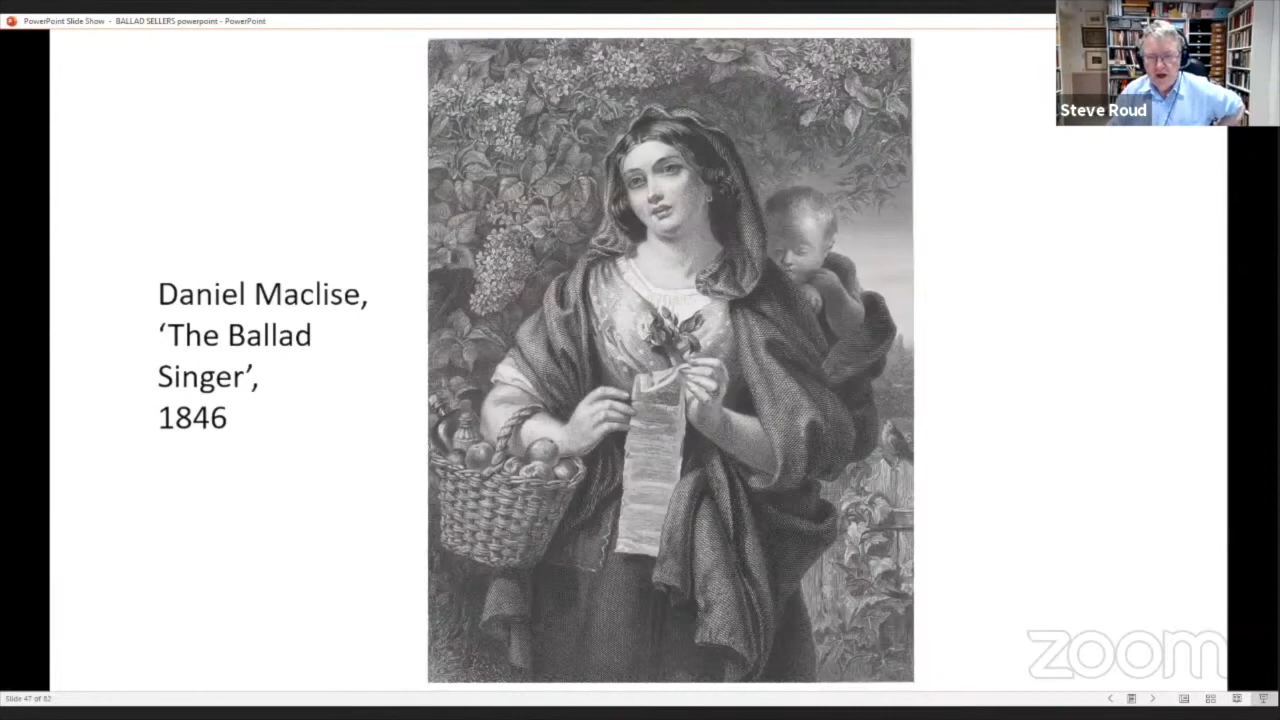 PowerPoint Slide Show - BALLAD SELLERS powerpoint - PowerPoint
Steve Roud
Daniel Maclise,
‘The Ballad
Singer’,
1846
zoom
Slide 47 of 82